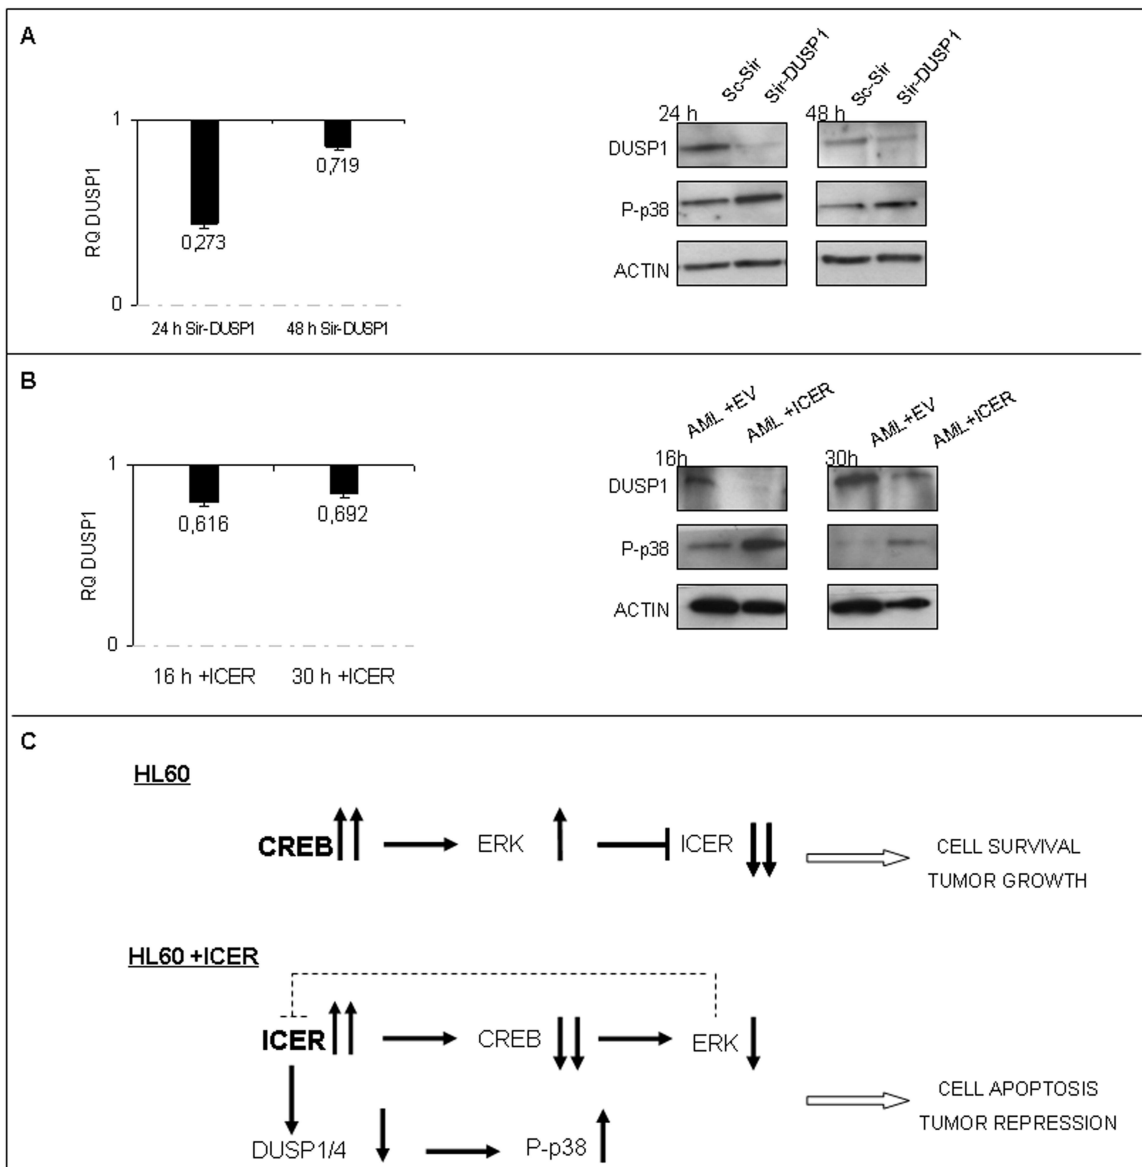 A
1
RQ DUSP1
0,273
0,719
0
24 h Sir-DUSP1
48 h Sir-DUSP1
Sc-Sir
Sir-DUSP1
Sc-Sir
Sir-DUSP1
24 h
48 h
DUSP1
P-p38
ACTIN
B
1
RQ DUSP1
0,616
0,692
0
16 h +ICER
30 h +ICER
AML +EV
AML +ICER
AML+EV
AML+ICER
16h
30h
DUSP1
P-p38
ACTIN
C
HL60
CREB
ERK
ICER
CELL SURVIVAL
TUMOR GROWTH
HL60 +ICER
ICER
CREB
ERK
CELL APOPTOSIS
TUMOR REPRESSION
DUSP1/4
P-p38